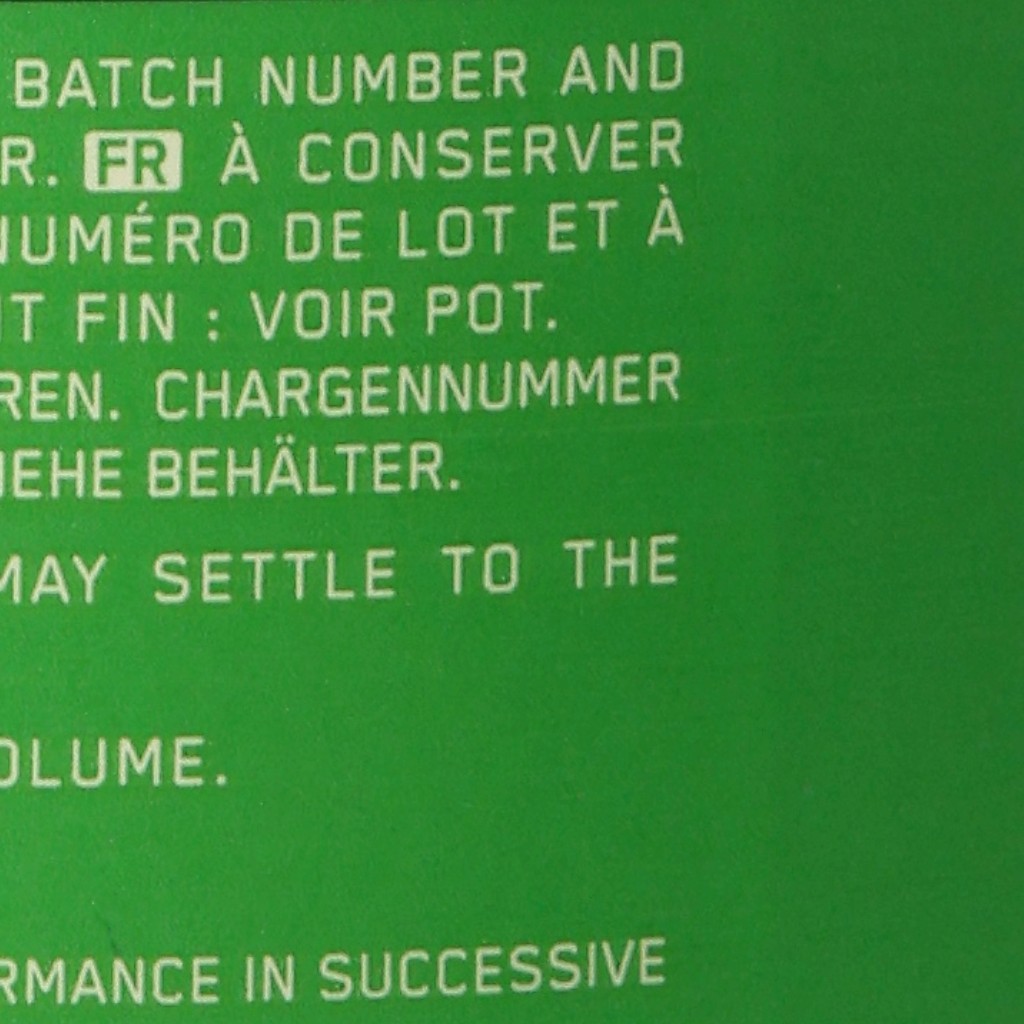 BATCH NUMBER AND
R. FR À CONSERVER
NUMÉRO DE LOT ET À
T FIN : VOIR POT.
REN. CHARGENNUMMER
IEHE BEHÄLTER.
MAY SETTLE TO THE
OLUME.
RMANCE IN SUCCESSIVE